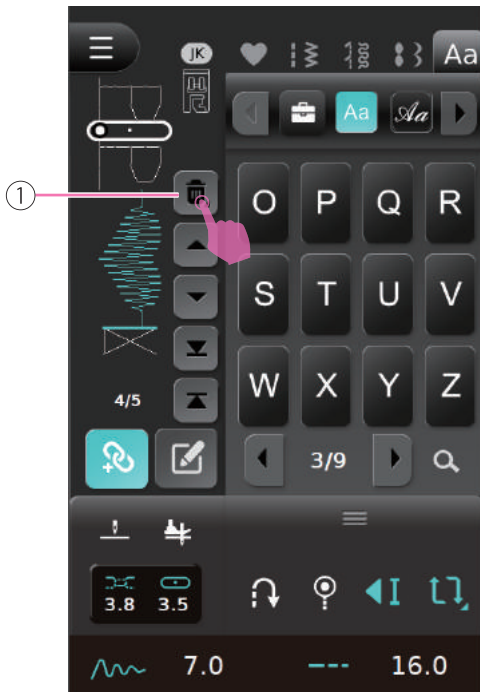 JK
Aa
Aa Aa
①
O P Q R
S T U V
W X Y Z
4/5
3/9
3.8 3.5
7.0 16.0